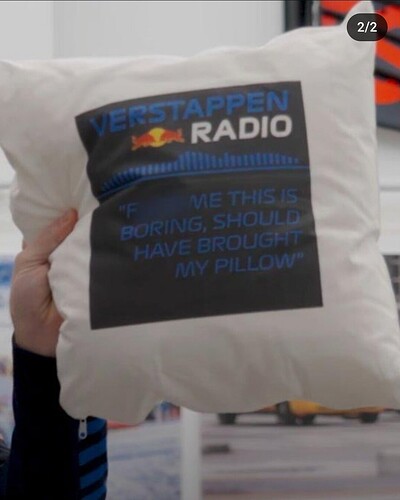 2/2
VERSTAPPEN
RADIO
"F ME THIS IS
BORING, SHOULD
HAVE BROUGHT
MY PILLOW"